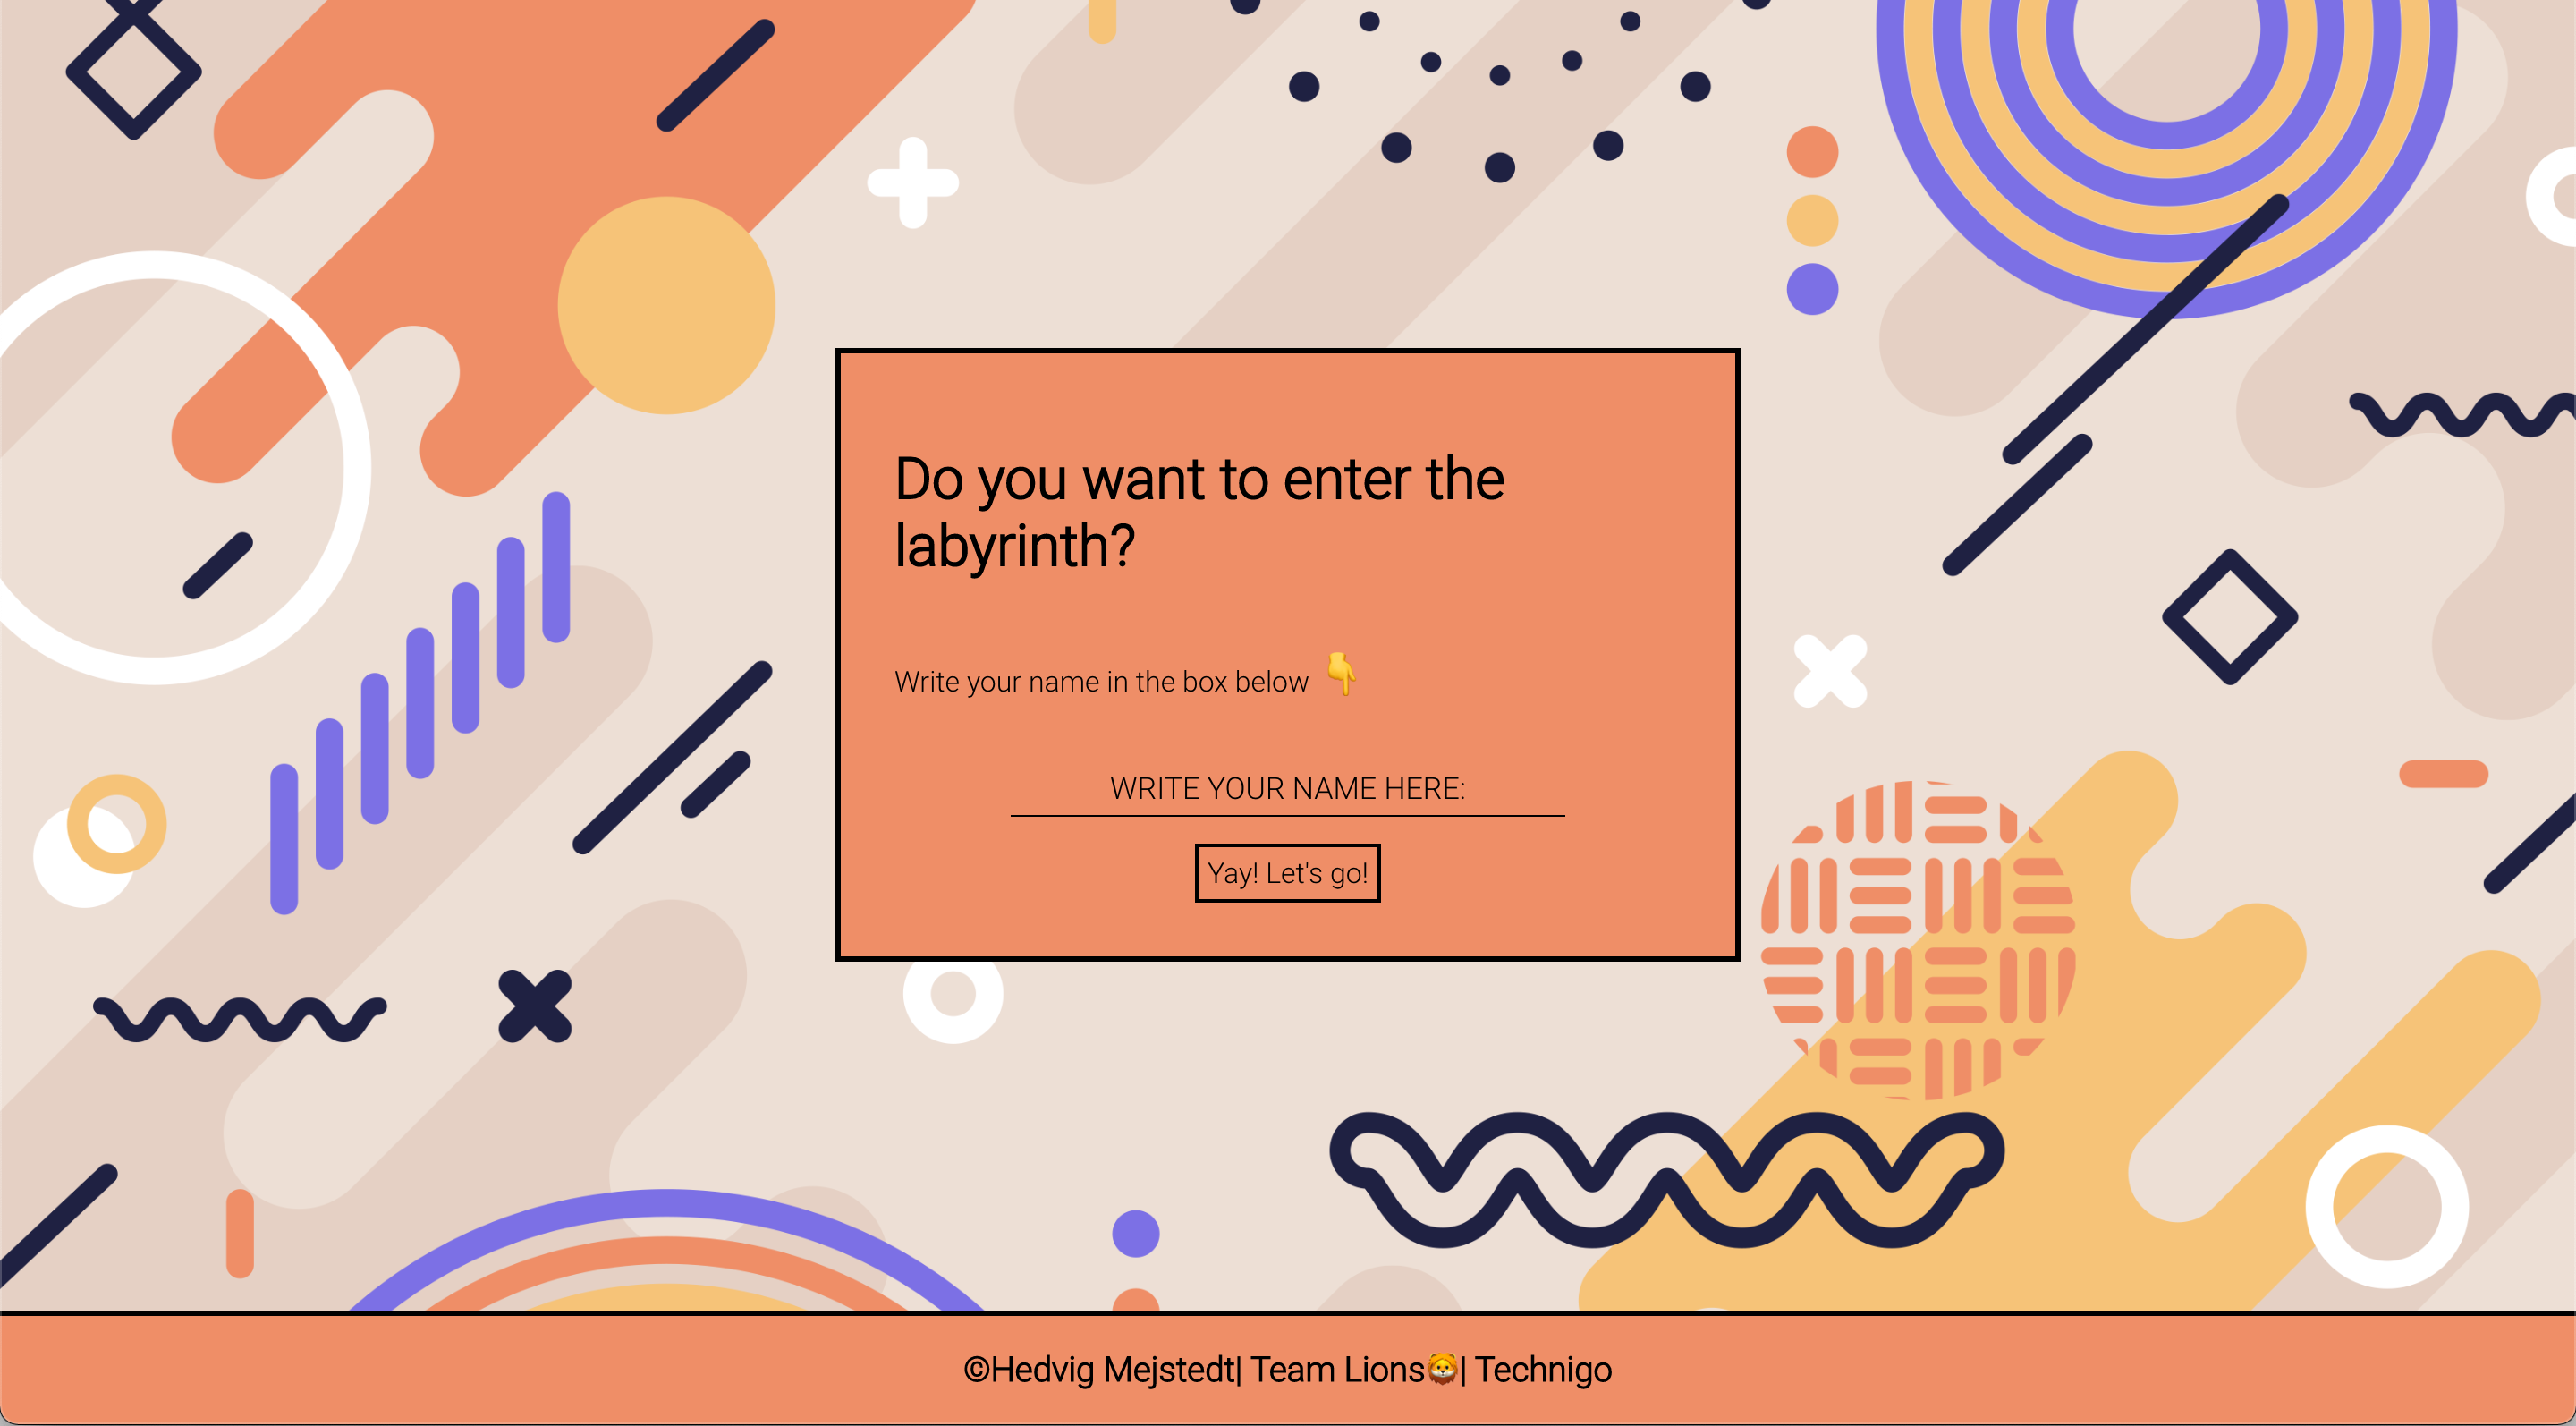 Do you want to enter the
labyrinth?
Write your name in the box below 👇
WRITE YOUR NAME HERE:
Yay! Let's go!
©Hedvig Mejstedt| Team Lions🦁| Technigo